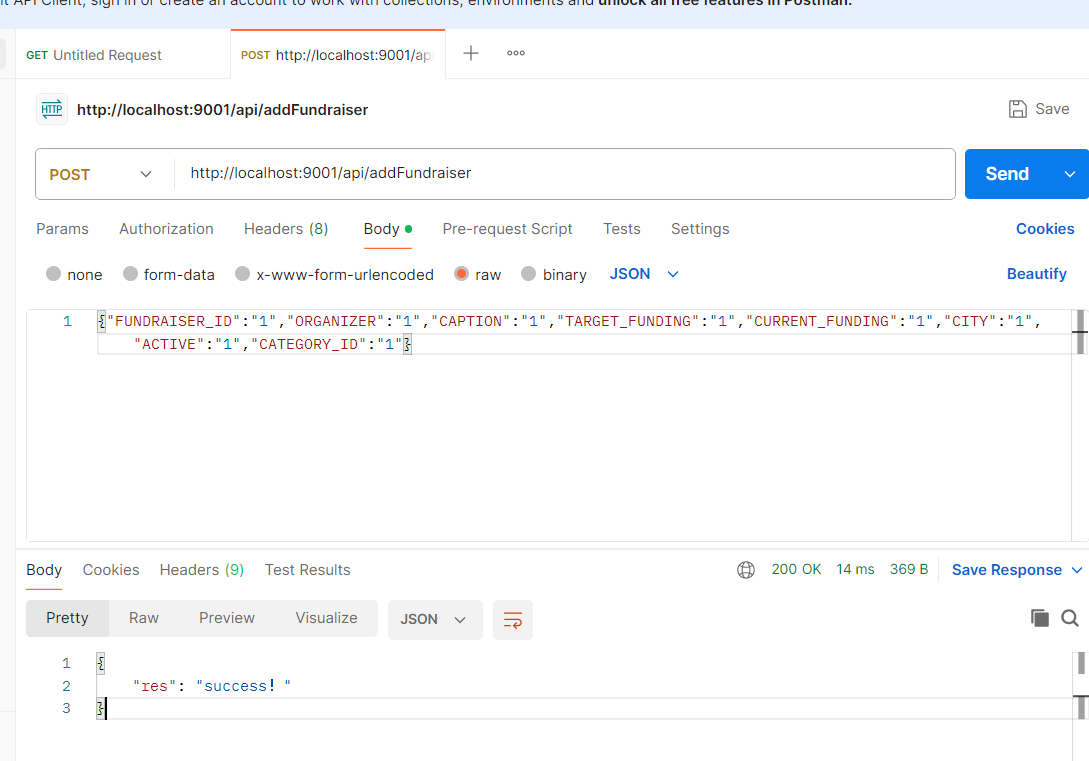 it API Client, sign in or create an account to work with collections, environments and unlock all free features in Postman.
GET Untitled Request
POST http://localhost:9001/ap
HTTP http://localhost:9001/api/addFundraiser
Save
POST http://localhost:9001/api/addFundraiser
Send
Params Authorization Headers (8) Body Pre-request Script Tests Settings Cookies
none form-data x-www-form-urlencoded raw binary JSON Beautify
1 {"FUNDRAISER_ID":"1","ORGANIZER":"1","CAPTION":"1","TARGET_FUNDING":"1","CURRENT_FUNDING":"1","CITY":"1",
"ACTIVE":"1","CATEGORY_ID":"1"}
Body Cookies Headers (9) Test Results 200 OK 14 ms 369 B Save Response
Pretty Raw Preview Visualize JSON
1 {
2 "res": "success! "
3 }